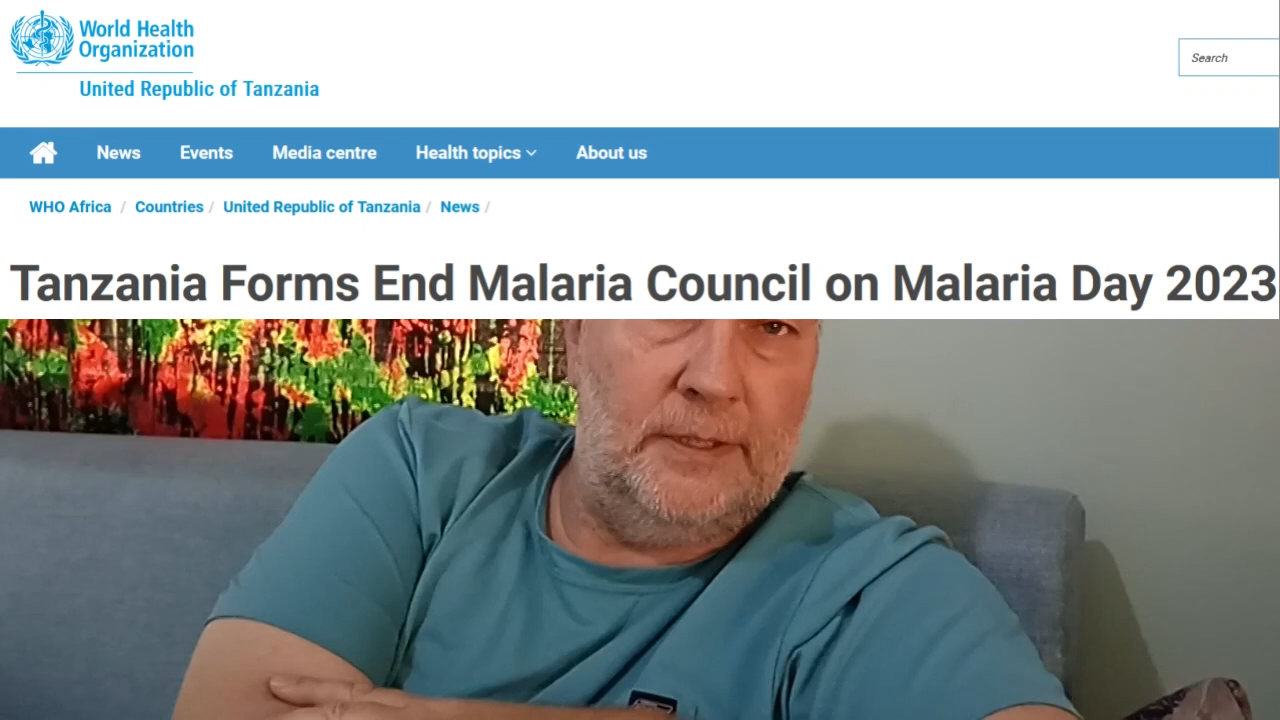 World Health
Organization
United Republic of Tanzania
Search
News Events Media centre Health topics About us
WHO Africa / Countries / United Republic of Tanzania / News /
Tanzania Forms End Malaria Council on Malaria Day 2023